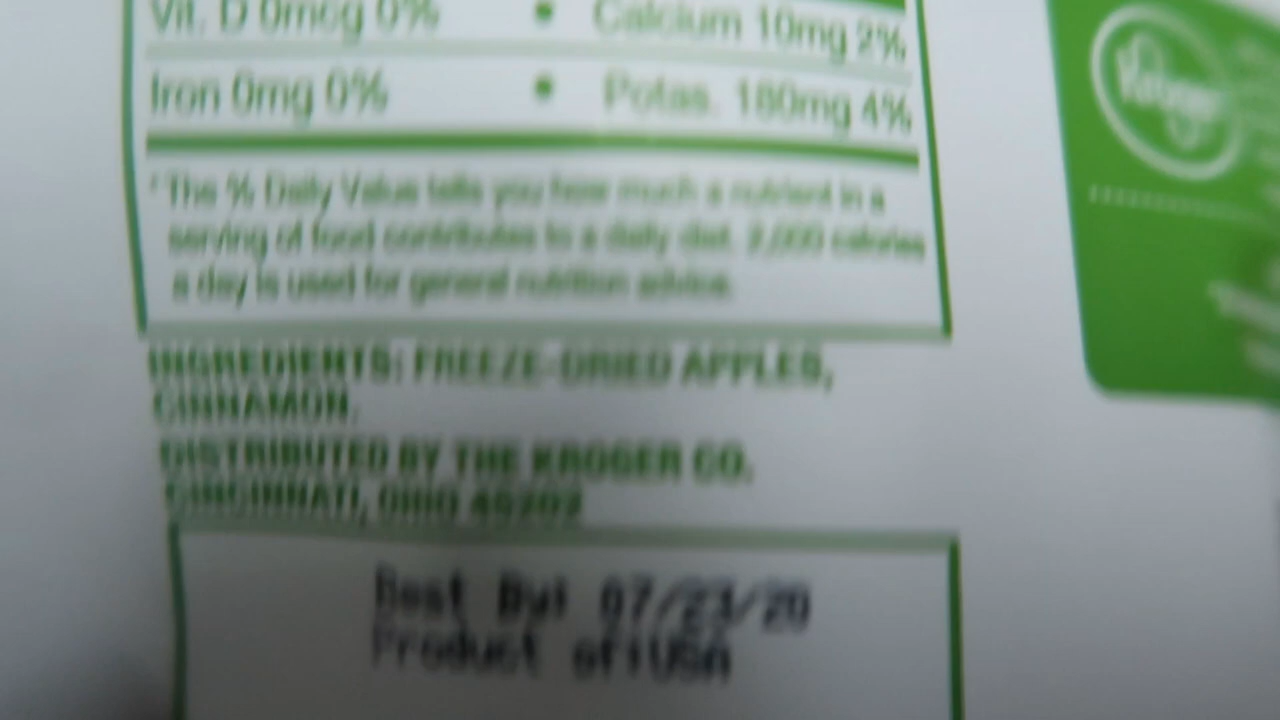 Vit. D 0mcg 0% • Calcium 10mg 2%
Iron 0mg 0% • Potas. 180mg 4%
* The % Daily Value tells you how much a nutrient in a
serving of food contributes to a daily diet. 2,000 calories
a day is used for general nutrition advice.
INGREDIENTS: FREEZE-DRIED APPLES,
CINNAMON.
DISTRIBUTED BY THE KROGER CO.
CINCINNATI, OHIO 45202
Best By: 07/23/20
Product of:USA
Kroger